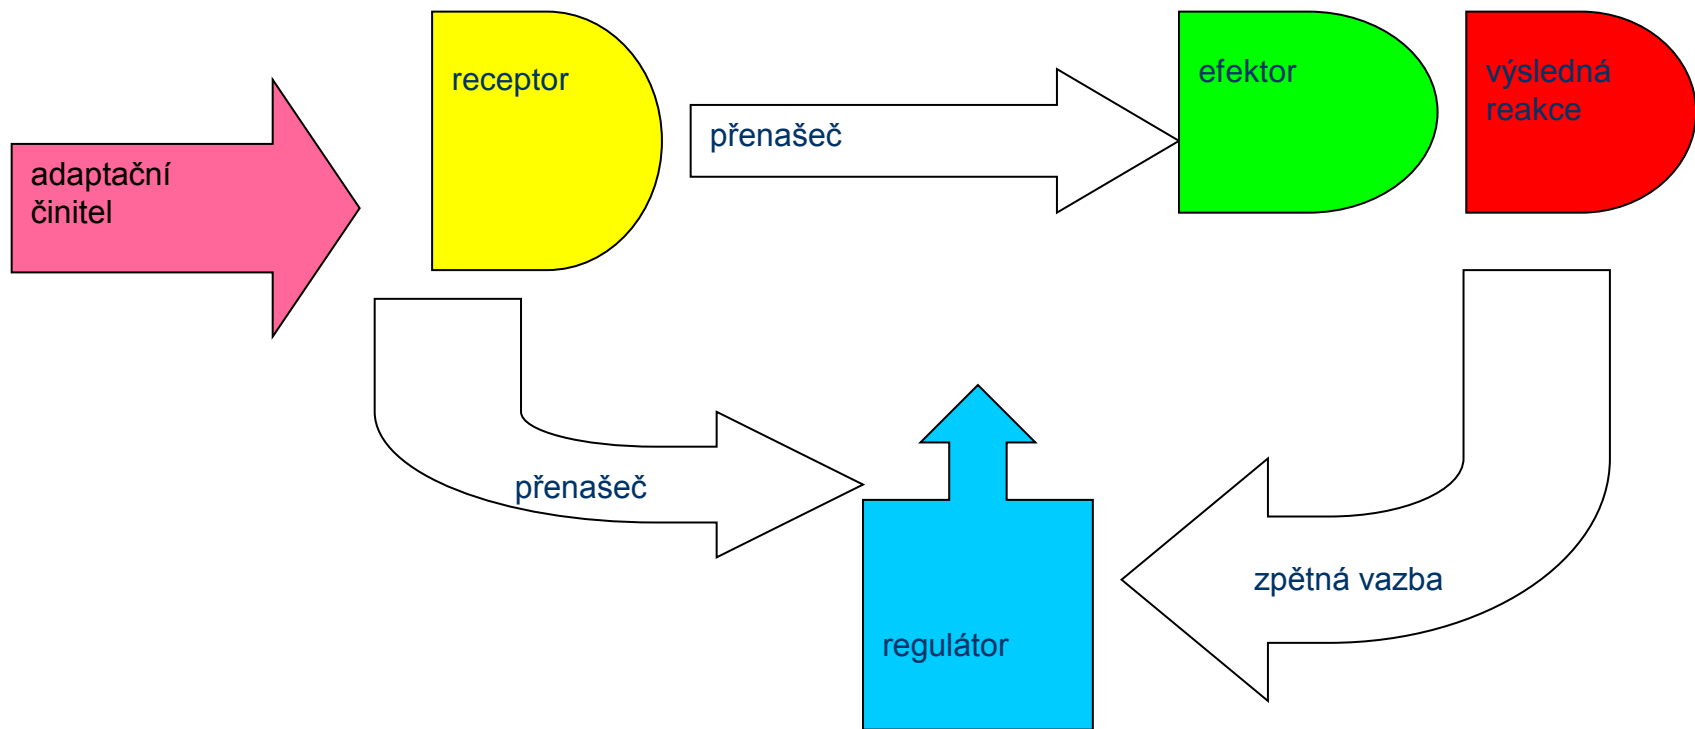 adaptační
činitel
receptor
přenašeč
efektor
výsledná
reakce
přenašeč
regulátor
zpětná vazba